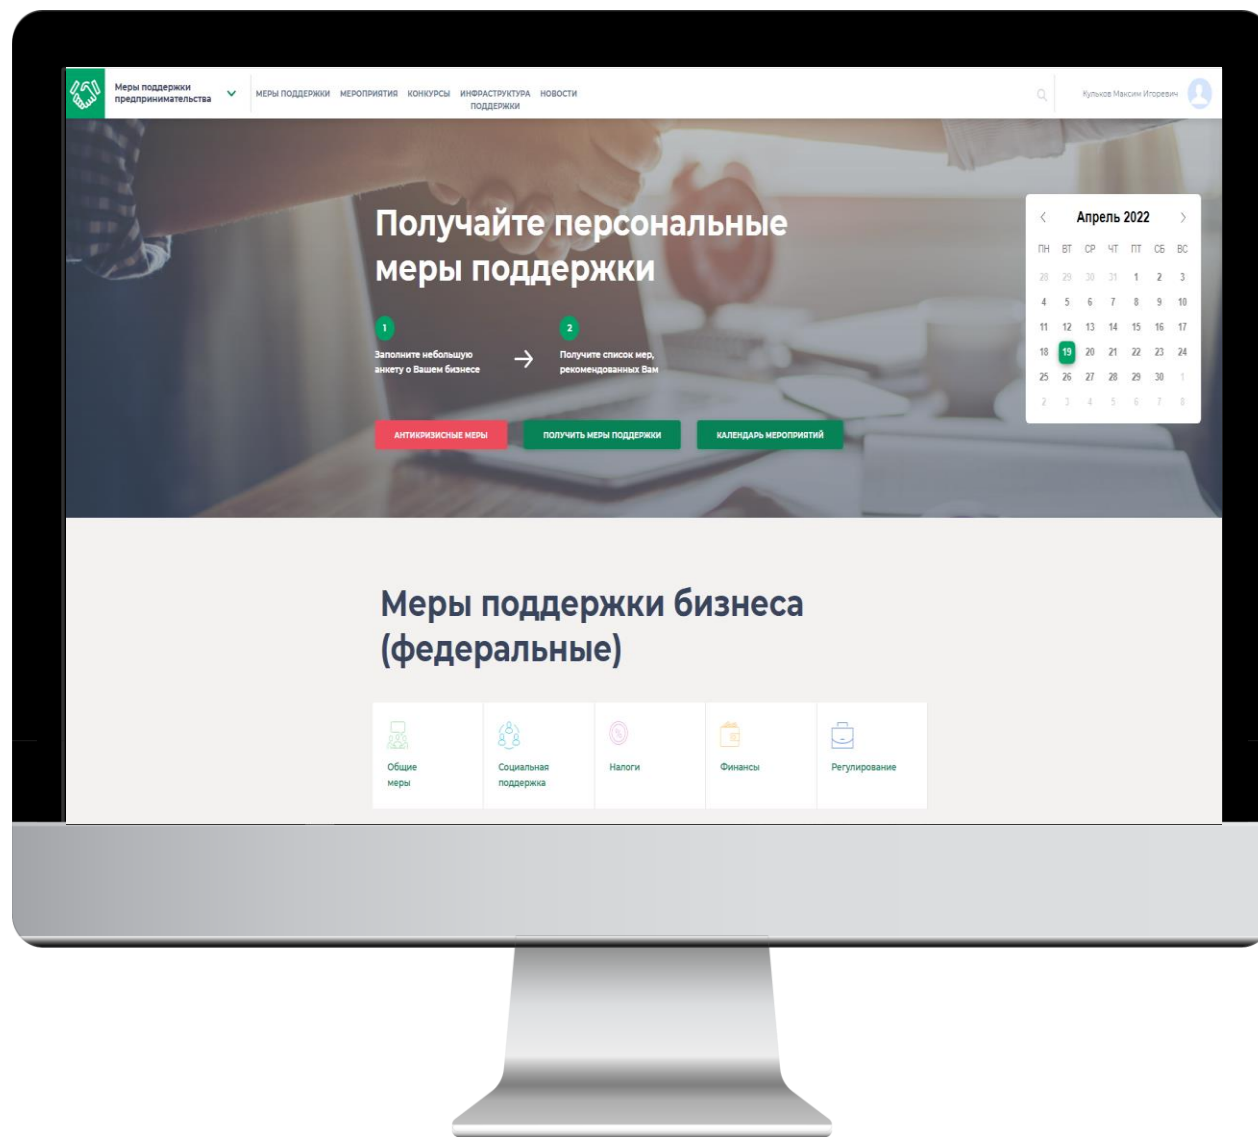 Меры поддержки
предпринимательства
МЕРЫ ПОДДЕРЖКИ
МЕРОПРИЯТИЯ
КОНКУРСЫ
ИНФРАСТРУКТУРА
ПОДДЕРЖКИ
НОВОСТИ
Кульков Максим Игоревич
Получайте персональные
меры поддержки
1
Заполните небольшую
анкету о Вашем бизнесе
2
Получите список мер,
рекомендованных Вам
АНТИКРИЗИСНЫЕ МЕРЫ
ПОЛУЧИТЬ МЕРЫ ПОДДЕРЖКИ
КАЛЕНДАРЬ МЕРОПРИЯТИЙ
Апрель 2022
ПН ВТ СР ЧТ ПТ СБ ВС
28 29 30 31 1 2 3
4 5 6 7 8 9 10
11 12 13 14 15 16 17
18 19 20 21 22 23 24
25 26 27 28 29 30 1
2 3 4 5 6 7 8
Меры поддержки бизнеса
(федеральные)
Общие
меры
Социальная
поддержка
Налоги
Финансы
Регулирование